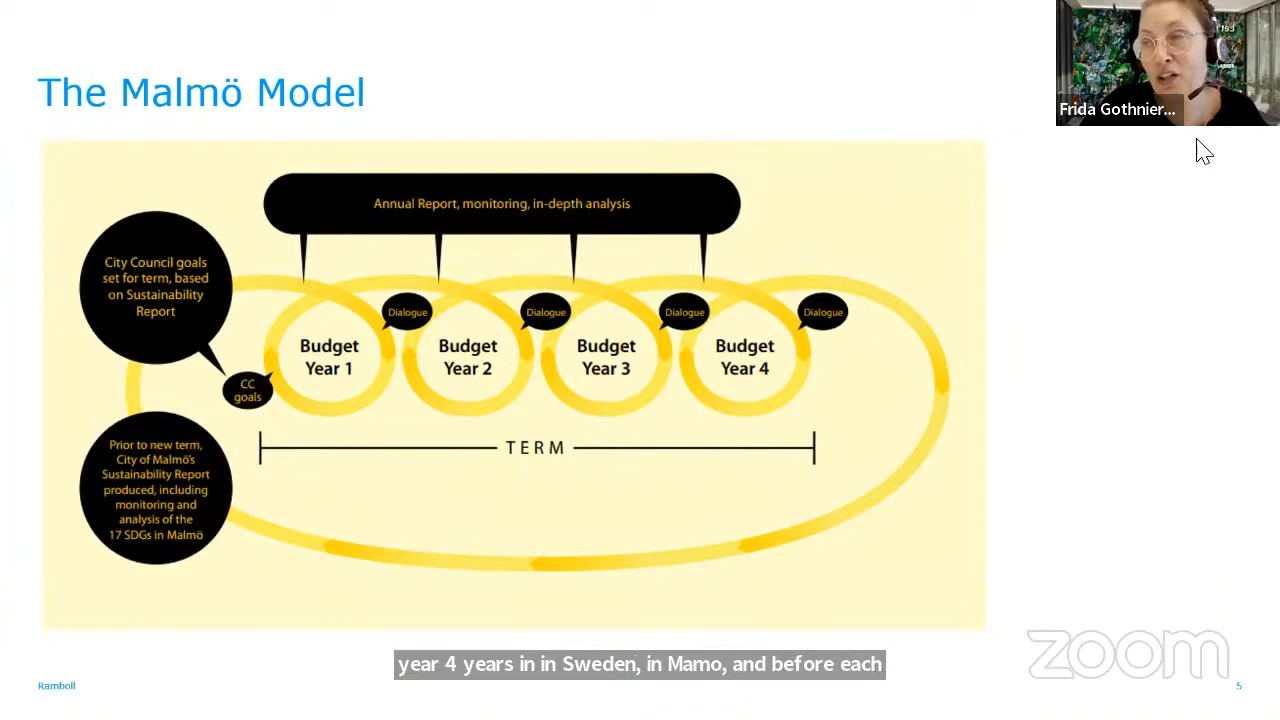 The Malmö Model
Frida Gothnier...
Annual Report, monitoring, in-depth analysis
City Council goals
set for term, based
on Sustainability
Report
Dialogue
Dialogue
Dialogue
Dialogue
Budget
Year 1
Budget
Year 2
Budget
Year 3
Budget
Year 4
CC
goals
TERM
Prior to new term,
City of Malmö's
Sustainability Report
produced, including
monitoring and
analysis of the
17 SDGs in Malmö
zoom
year 4 years in in Sweden, in Mamo, and before each
Ramboll
5